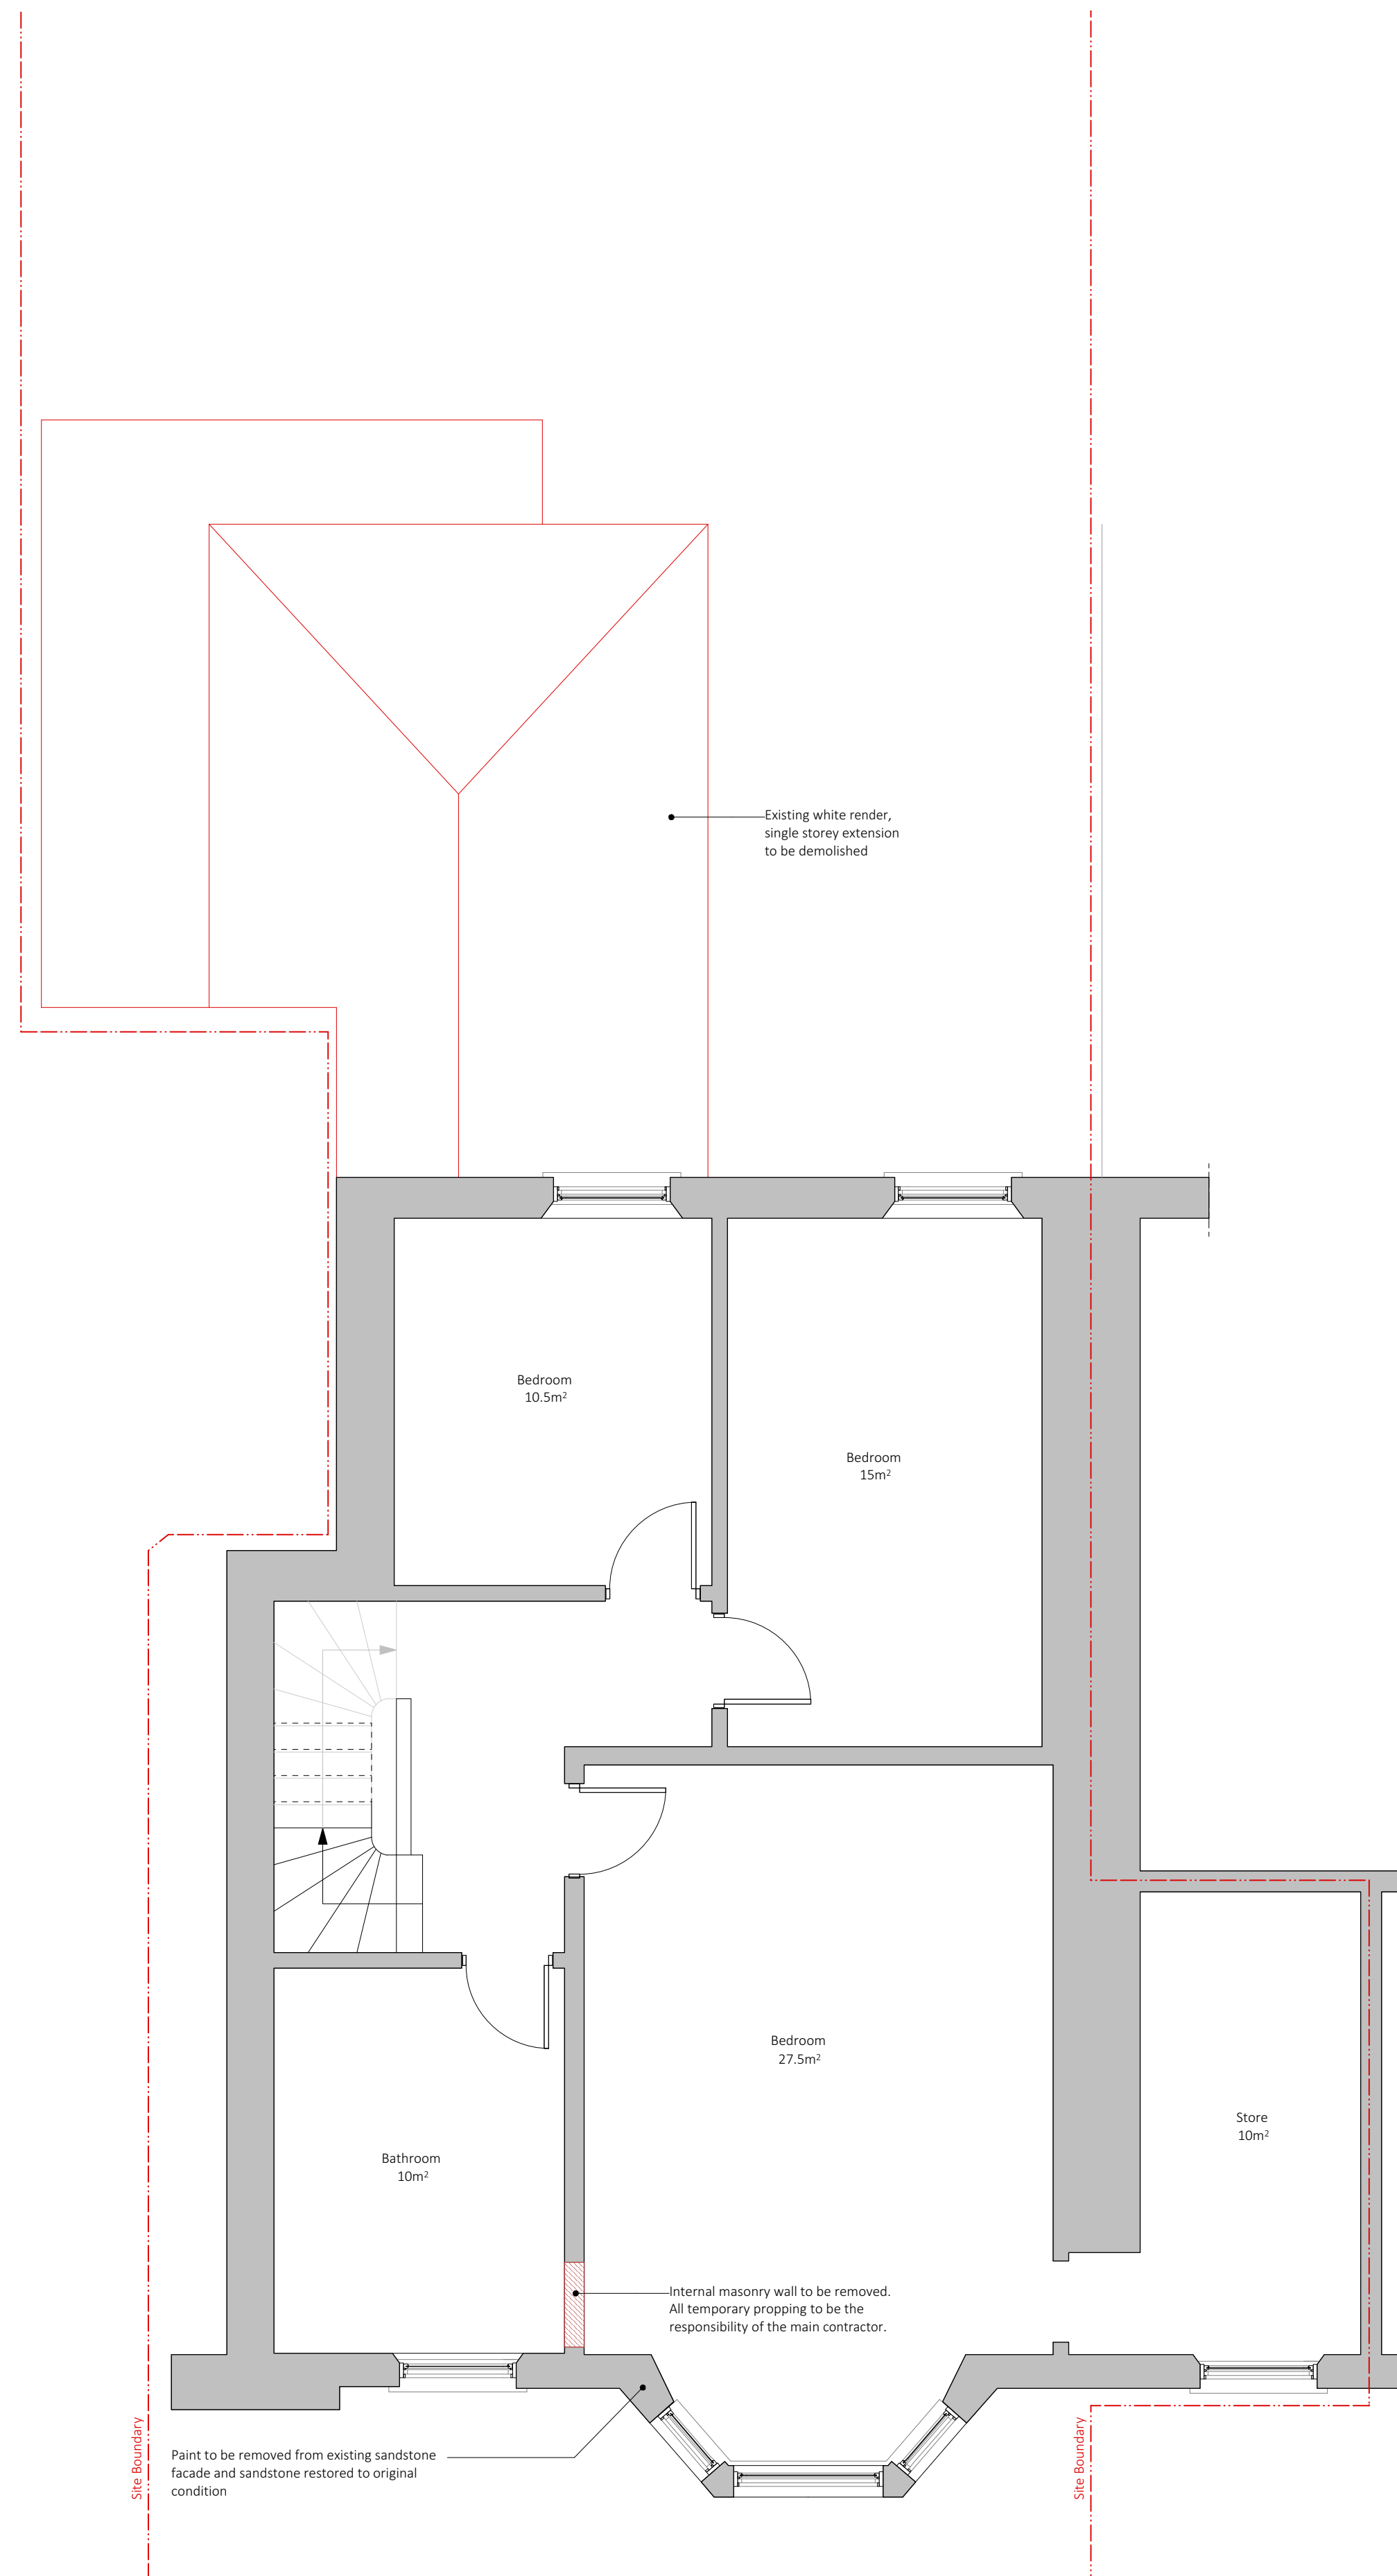 Existing white render,
single storey extension
to be demolished
Bedroom
10.5m²
Bedroom
15m²
Bedroom
27.5m²
Store
10m²
Bathroom
10m²
Internal masonry wall to be removed.
All temporary propping to be the
responsibility of the main contractor.
Site Boundary
Paint to be removed from existing sandstone
facade and sandstone restored to original
condition
Site Boundary